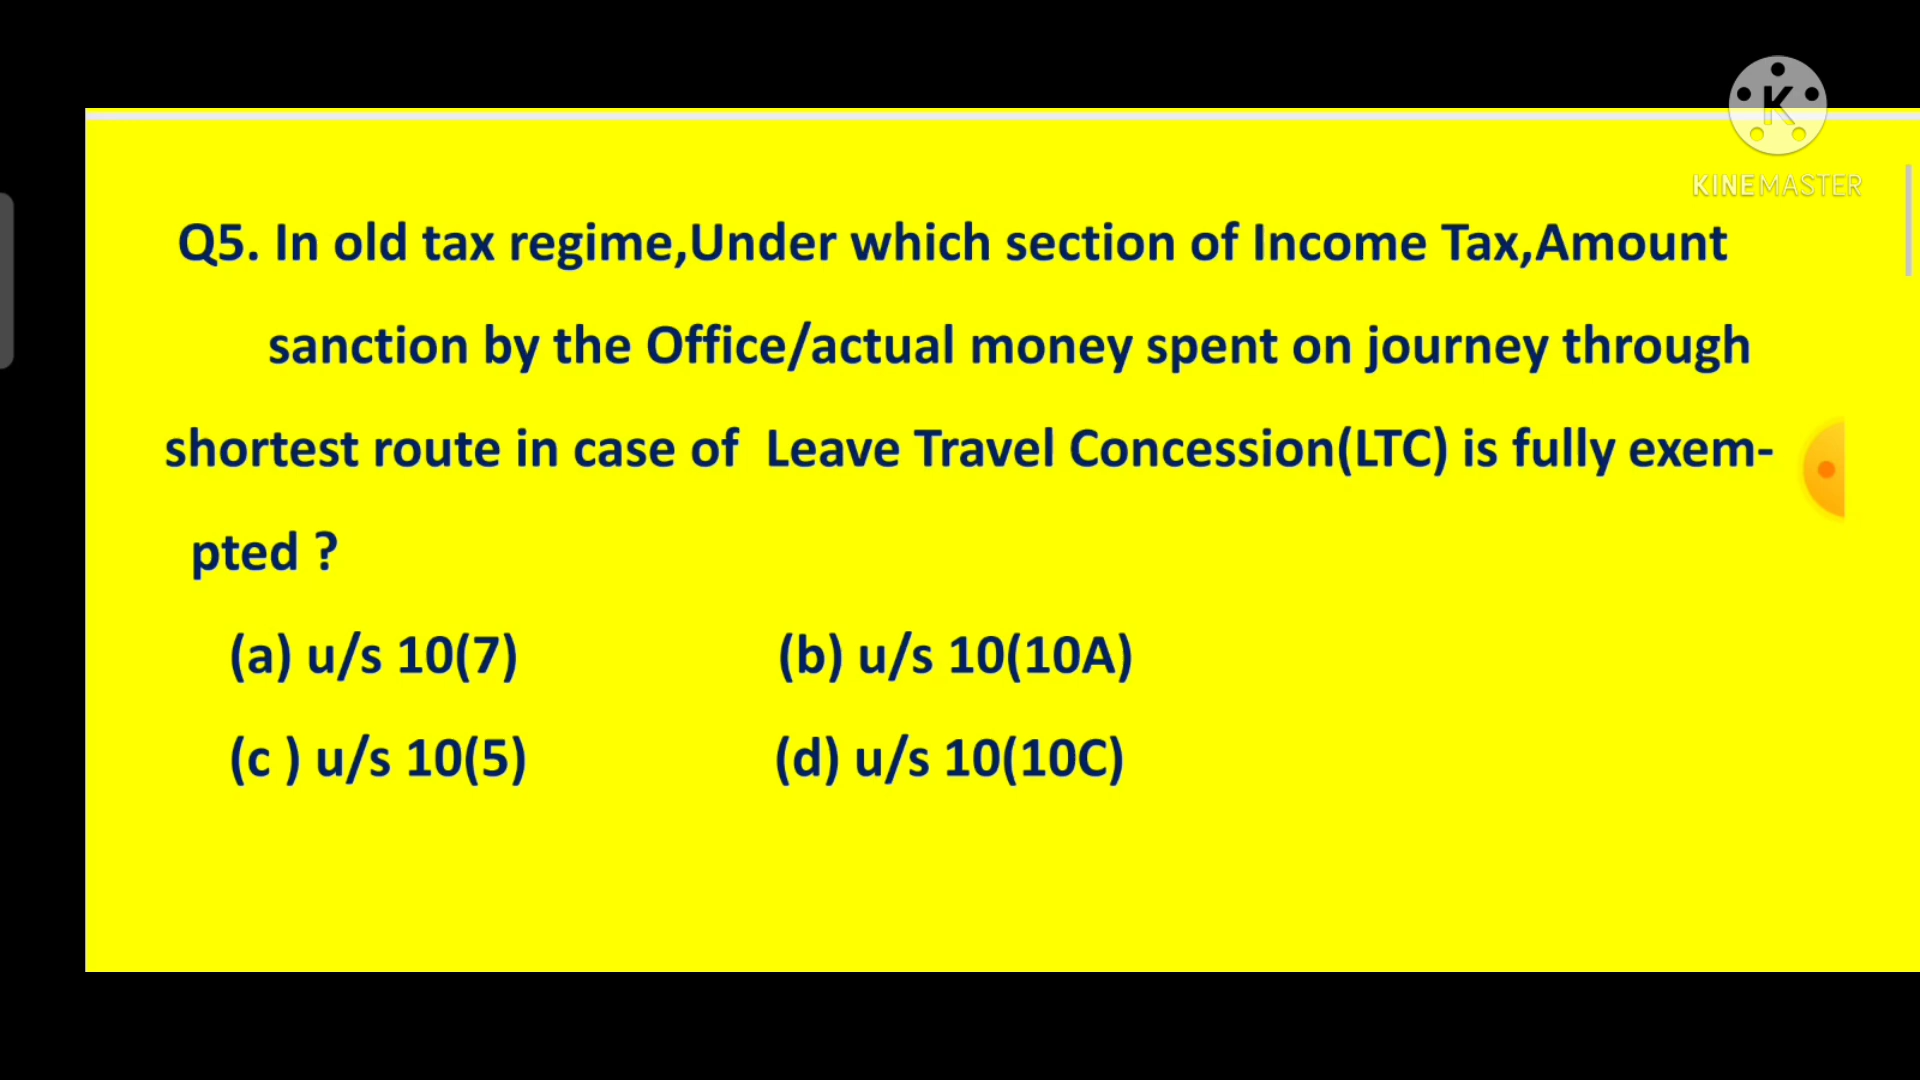 K
KINEMASTER
Q5. In old tax regime,Under which section of Income Tax,Amount
sanction by the Office/actual money spent on journey through
shortest route in case of  Leave Travel Concession(LTC) is fully exem-
pted ?
(a) u/s 10(7) (b) u/s 10(10A)
(c ) u/s 10(5) (d) u/s 10(10C)